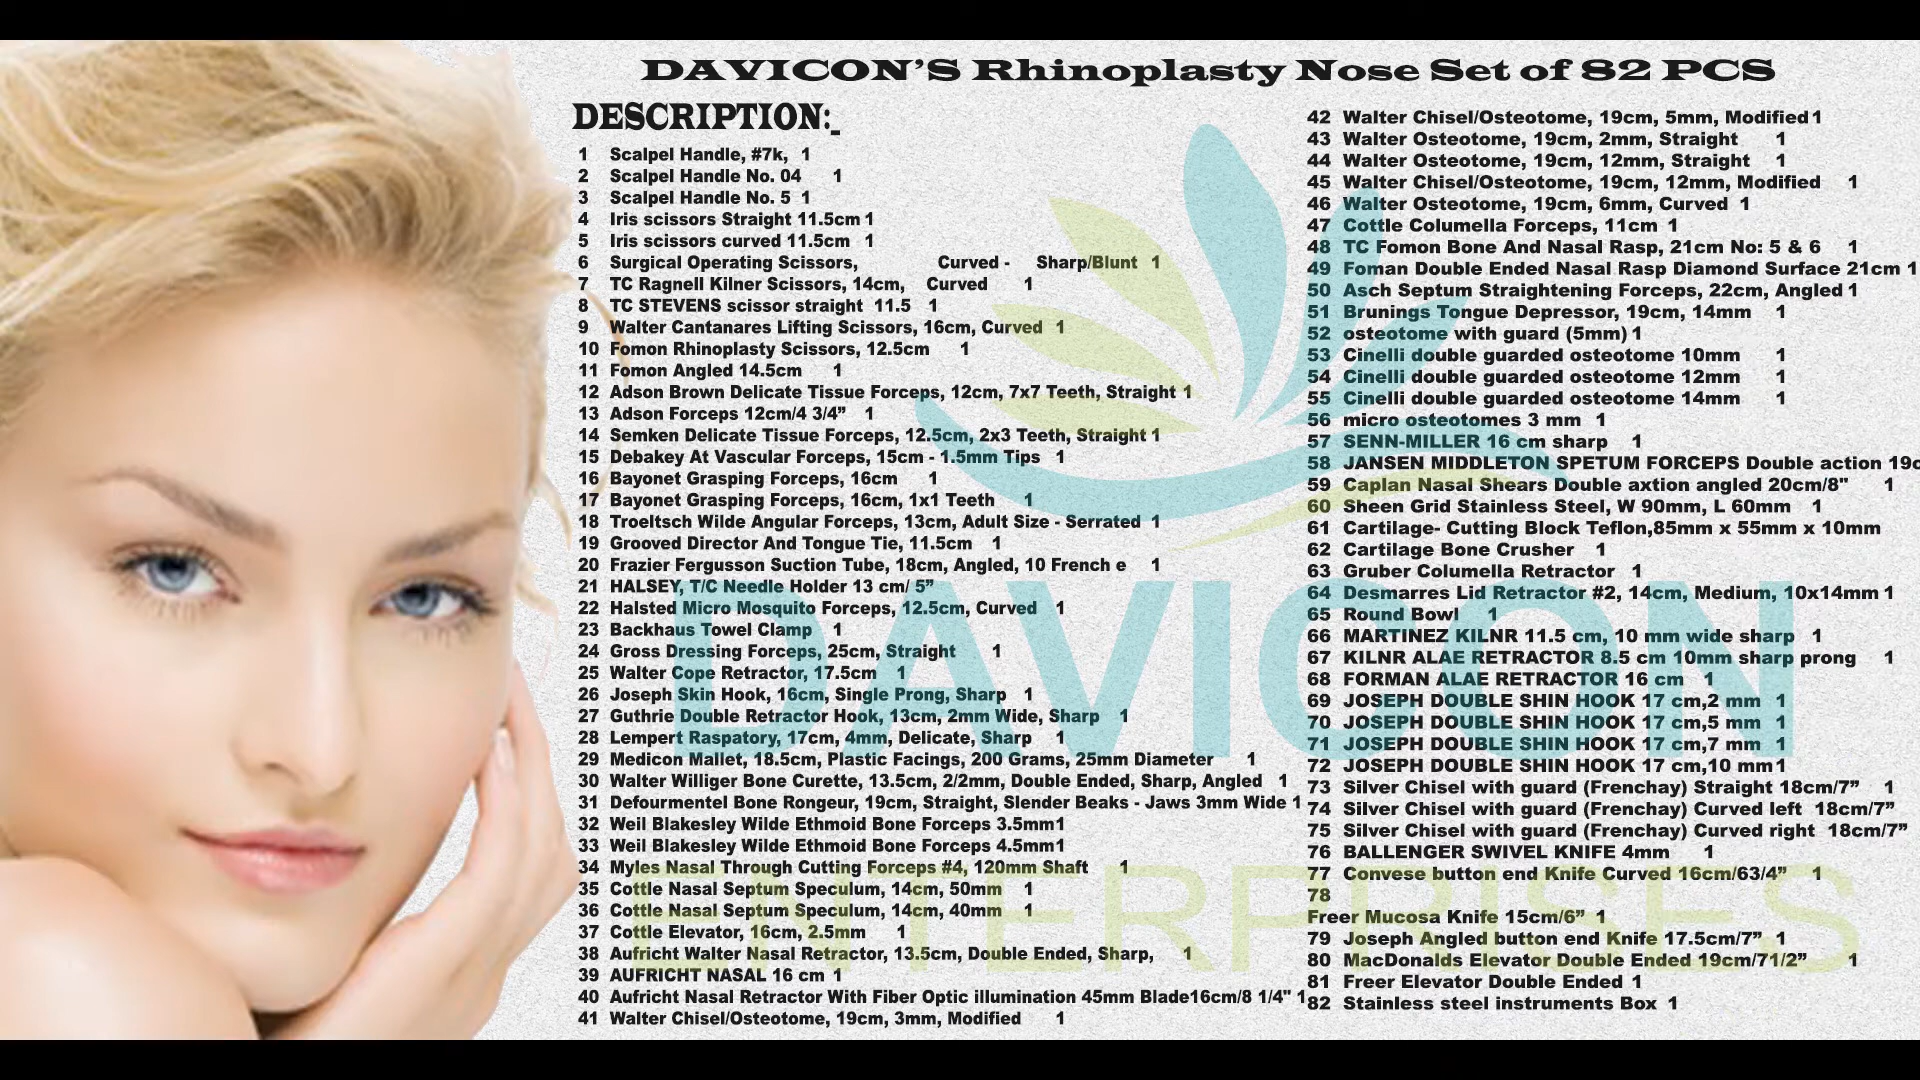 DAVICON'S Rhinoplasty Nose Set of 82 PCS
DESCRIPTION:_
1 Scalpel Handle, #7k, 1
2 Scalpel Handle No. 04 1
3 Scalpel Handle No. 5 1
4 Iris scissors Straight 11.5cm 1
5 Iris scissors curved 11.5cm 1
6 Surgical Operating Scissors, Curved - Sharp/Blunt 1
7 TC Ragnell Kilner Scissors, 14cm, Curved 1
8 TC STEVENS scissor straight 11.5 1
9 Walter Cantanares Lifting Scissors, 16cm, Curved 1
10 Fomon Rhinoplasty Scissors, 12.5cm 1
11 Fomon Angled 14.5cm 1
12 Adson Brown Delicate Tissue Forceps, 12cm, 7x7 Teeth, Straight 1
13 Adson Forceps 12cm/4 3/4” 1
14 Semken Delicate Tissue Forceps, 12.5cm, 2x3 Teeth, Straight 1
15 Debakey At Vascular Forceps, 15cm - 1.5mm Tips 1
16 Bayonet Grasping Forceps, 16cm 1
17 Bayonet Grasping Forceps, 16cm, 1x1 Teeth 1
18 Troeltsch Wilde Angular Forceps, 13cm, Adult Size - Serrated 1
19 Grooved Director And Tongue Tie, 11.5cm 1
20 Frazier Fergusson Suction Tube, 18cm, Angled, 10 French e 1
21 HALSEY, T/C Needle Holder 13 cm/ 5”
22 Halsted Micro Mosquito Forceps, 12.5cm, Curved 1
23 Backhaus Towel Clamp 1
24 Gross Dressing Forceps, 25cm, Straight 1
25 Walter Cope Retractor, 17.5cm 1
26 Joseph Skin Hook, 16cm, Single Prong, Sharp 1
27 Guthrie Double Retractor Hook, 13cm, 2mm Wide, Sharp 1
28 Lempert Raspatory, 17cm, 4mm, Delicate, Sharp 1
29 Medicon Mallet, 18.5cm, Plastic Facings, 200 Grams, 25mm Diameter 1
30 Walter Williger Bone Curette, 13.5cm, 2/2mm, Double Ended, Sharp, Angled 1
31 Defourmentel Bone Rongeur, 19cm, Straight, Slender Beaks - Jaws 3mm Wide 1
32 Weil Blakesley Wilde Ethmoid Bone Forceps 3.5mm1
33 Weil Blakesley Wilde Ethmoid Bone Forceps 4.5mm1
34 Myles Nasal Through Cutting Forceps #4, 120mm Shaft 1
35 Cottle Nasal Septum Speculum, 14cm, 50mm 1
36 Cottle Nasal Septum Speculum, 14cm, 40mm 1
37 Cottle Elevator, 16cm, 2.5mm 1
38 Aufricht Walter Nasal Retractor, 13.5cm, Double Ended, Sharp, 1
39 AUFRICHT NASAL 16 cm 1
40 Aufricht Nasal Retractor With Fiber Optic illumination 45mm Blade16cm/8 1/4" 1
41 Walter Chisel/Osteotome, 19cm, 3mm, Modified 1
42 Walter Chisel/Osteotome, 19cm, 5mm, Modified 1
43 Walter Osteotome, 19cm, 2mm, Straight 1
44 Walter Osteotome, 19cm, 12mm, Straight 1
45 Walter Chisel/Osteotome, 19cm, 12mm, Modified 1
46 Walter Osteotome, 19cm, 6mm, Curved 1
47 Cottle Columella Forceps, 11cm 1
48 TC Fomon Bone And Nasal Rasp, 21cm No: 5 & 6 1
49 Foman Double Ended Nasal Rasp Diamond Surface 21cm 1
50 Asch Septum Straightening Forceps, 22cm, Angled 1
51 Brunings Tongue Depressor, 19cm, 14mm 1
52 osteotome with guard (5mm) 1
53 Cinelli double guarded osteotome 10mm 1
54 Cinelli double guarded osteotome 12mm 1
55 Cinelli double guarded osteotome 14mm 1
56 micro osteotomes 3 mm 1
57 SENN-MILLER 16 cm sharp 1
58 JANSEN MIDDLETON SPETUM FORCEPS Double action 19c
59 Caplan Nasal Shears Double axtion angled 20cm/8" 1
60 Sheen Grid Stainless Steel, W 90mm, L 60mm 1
61 Cartilage- Cutting Block Teflon,85mm x 55mm x 10mm
62 Cartilage Bone Crusher 1
63 Gruber Columella Retractor 1
64 Desmarres Lid Retractor #2, 14cm, Medium, 10x14mm 1
65 Round Bowl 1
66 MARTINEZ KILNR 11.5 cm, 10 mm wide sharp 1
67 KILNR ALAE RETRACTOR 8.5 cm 10mm sharp prong 1
68 FORMAN ALAE RETRACTOR 16 cm 1
69 JOSEPH DOUBLE SHIN HOOK 17 cm,2 mm 1
70 JOSEPH DOUBLE SHIN HOOK 17 cm,5 mm 1
71 JOSEPH DOUBLE SHIN HOOK 17 cm,7 mm 1
72 JOSEPH DOUBLE SHIN HOOK 17 cm,10 mm1
73 Silver Chisel with guard (Frenchay) Straight 18cm/7” 1
74 Silver Chisel with guard (Frenchay) Curved left 18cm/7”
75 Silver Chisel with guard (Frenchay) Curved right 18cm/7”
76 BALLENGER SWIVEL KNIFE 4mm 1
77 Convese button end Knife Curved 16cm/63/4” 1
78
Freer Mucosa Knife 15cm/6” 1
79 Joseph Angled button end Knife 17.5cm/7” 1
80 MacDonalds Elevator Double Ended 19cm/71/2” 1
81 Freer Elevator Double Ended 1
82 Stainless steel instruments Box 1
DAVICON
ENTERPRISES